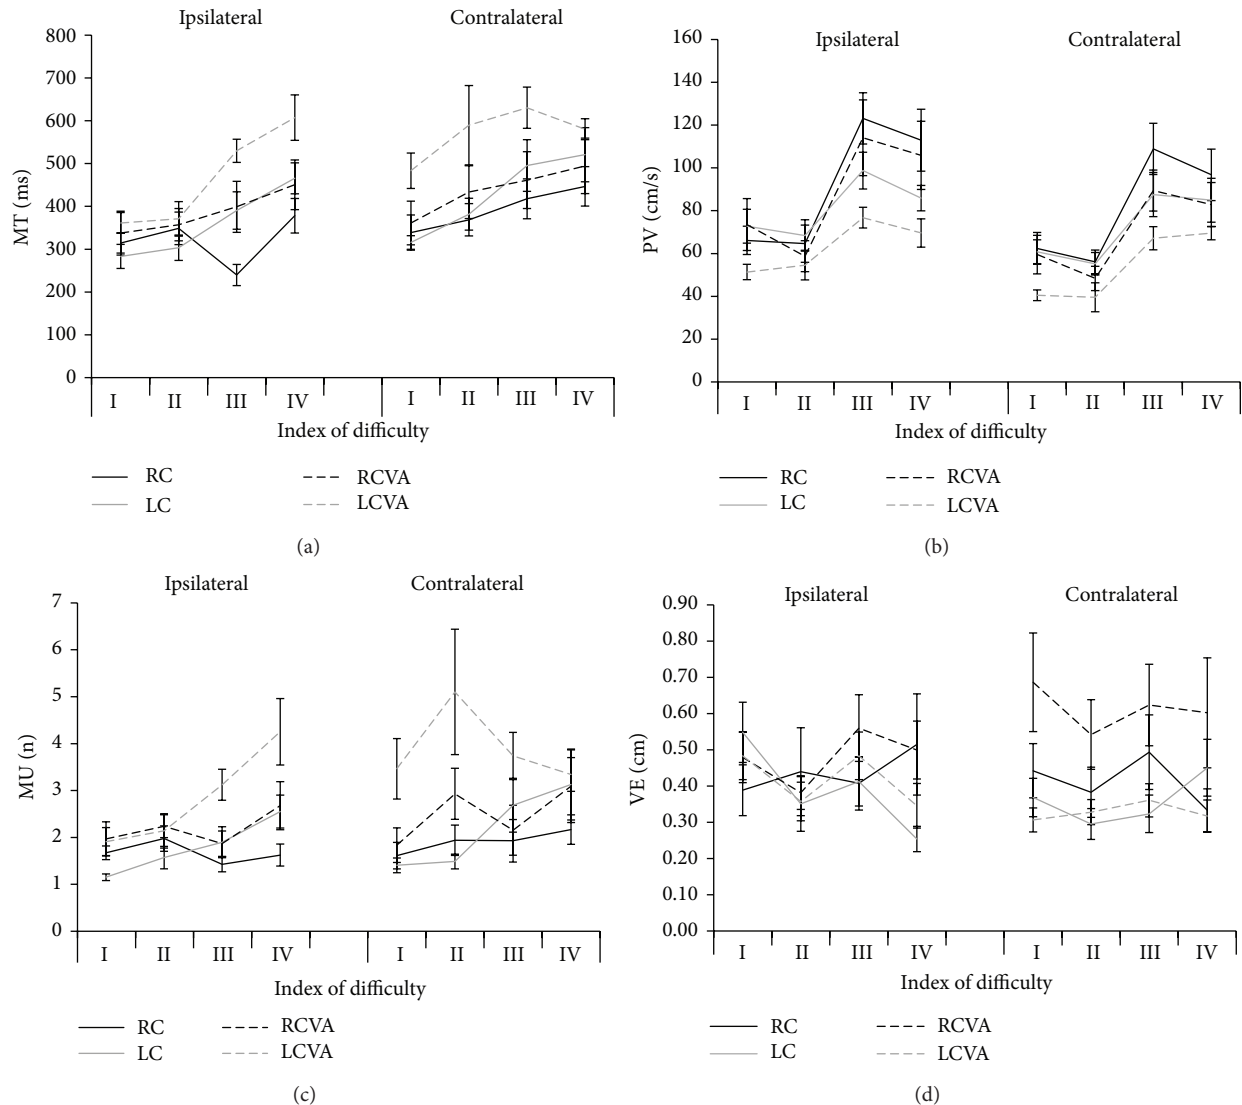 Ipsilateral Contralateral
800
700
600
500
400
300
200
100
0
MT (ms)
I II III IV I II III IV
Index of difficulty
RC RCVA
LC LCVA
(a)
Ipsilateral Contralateral
160
140
120
100
80
60
40
20
0
PV (cm/s)
I II III IV I II III IV
Index of difficulty
RC RCVA
LC LCVA
(b)
Ipsilateral Contralateral
7
6
5
4
3
2
1
0
MU (n)
I II III IV I II III IV
Index of difficulty
RC RCVA
LC LCVA
(c)
Ipsilateral Contralateral
0.90
0.80
0.70
0.60
0.50
0.40
0.30
0.20
0.10
0.00
VE (cm)
I II III IV I II III IV
Index of difficulty
RC RCVA
LC LCVA
(d)